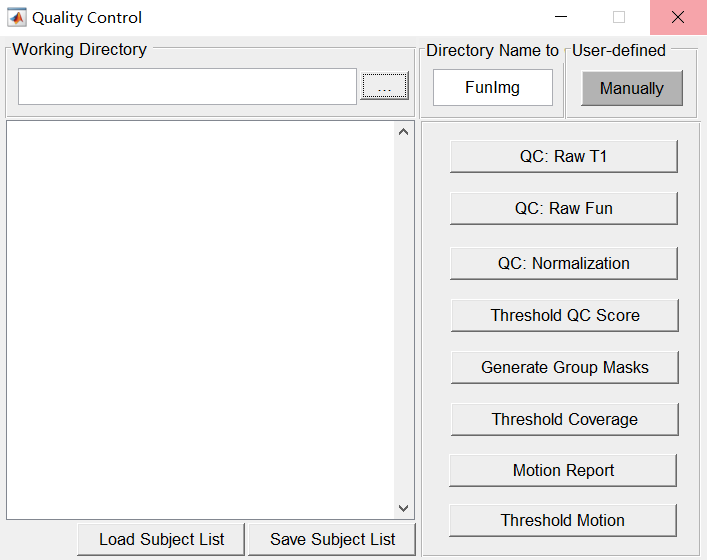 Quality Control
Working Directory
...
Directory Name to
FunImg
User-defined
Manually
QC: Raw T1
QC: Raw Fun
QC: Normalization
Threshold QC Score
Generate Group Masks
Threshold Coverage
Motion Report
Threshold Motion
Load Subject List
Save Subject List